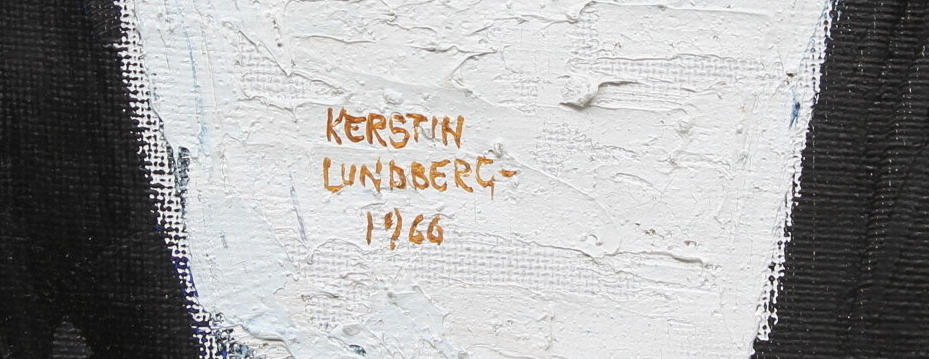 KERSTIN
LUNDBERG-
1966